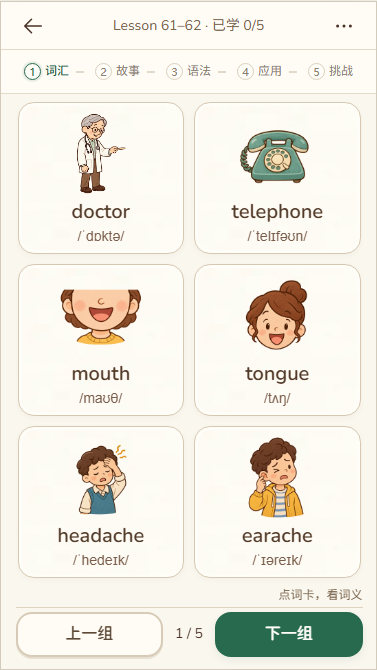 Lesson 61–62 · 已学 0/5
1 词汇 – 2 故事 – 3 语法 – 4 应用 – 5 挑战
doctor telephone
/ˈdɒktə/ /ˈtelɪfəʊn/
mouth tongue
/maʊθ/ /tʌŋ/
headache earache
/ˈhedeɪk/ /ˈɪəreɪk/
点词卡，看词义
上一组 1 / 5 下一组